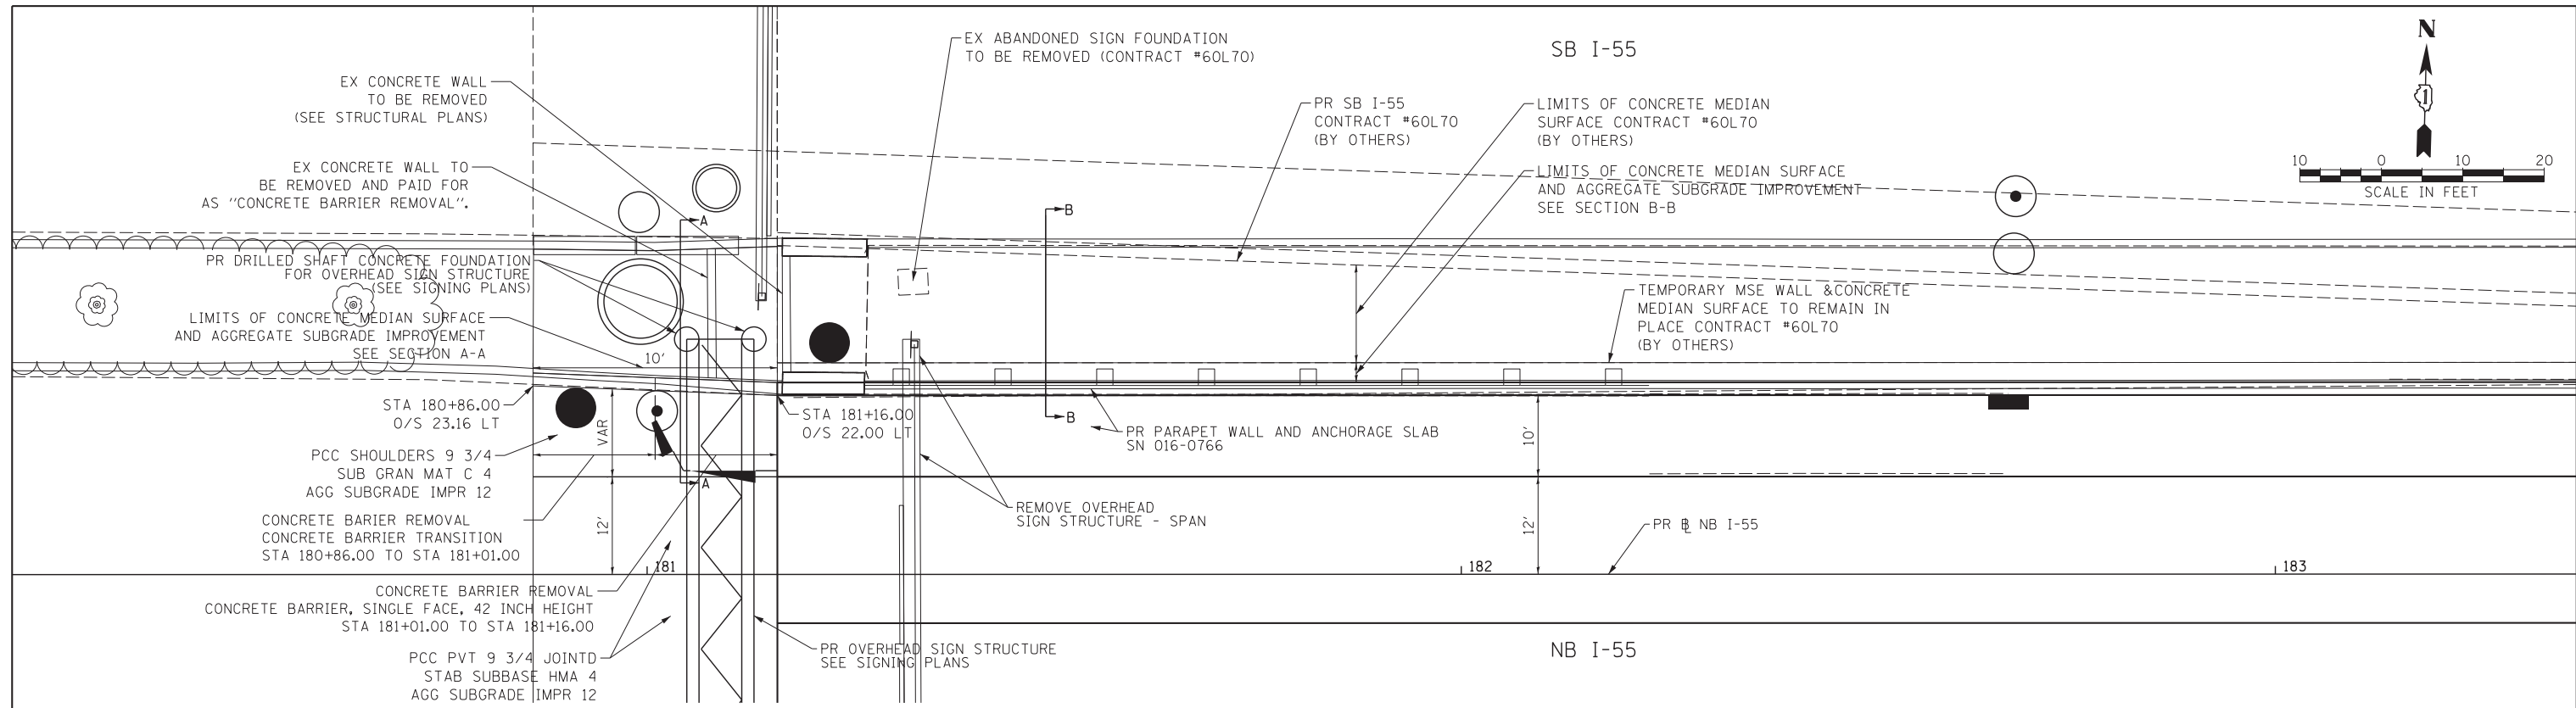 EX ABANDONED SIGN FOUNDATION
TO BE REMOVED (CONTRACT #60L70)
SB I-55
N
1
10 0 10 20
SCALE IN FEET
EX CONCRETE WALL
TO BE REMOVED
(SEE STRUCTURAL PLANS)
PR SB I-55
CONTRACT #60L70
(BY OTHERS)
LIMITS OF CONCRETE MEDIAN
SURFACE CONTRACT #60L70
(BY OTHERS)
EX CONCRETE WALL TO
BE REMOVED AND PAID FOR
AS "CONCRETE BARRIER REMOVAL".
LIMITS OF CONCRETE MEDIAN SURFACE
AND AGGREGATE SUBGRADE IMPROVEMENT
SEE SECTION B-B
A
B
PR DRILLED SHAFT CONCRETE FOUNDATION
FOR OVERHEAD SIGN STRUCTURE
(SEE SIGNING PLANS)
TEMPORARY MSE WALL &CONCRETE
MEDIAN SURFACE TO REMAIN IN
PLACE CONTRACT #60L70
(BY OTHERS)
LIMITS OF CONCRETE MEDIAN SURFACE
AND AGGREGATE SUBGRADE IMPROVEMENT
SEE SECTION A-A
10'
STA 180+86.00
O/S 23.16 LT
STA 181+16.00
O/S 22.00 LT
B
VAR
10'
PR PARAPET WALL AND ANCHORAGE SLAB
SN 016-0766
PCC SHOULDERS 9 3/4
SUB GRAN MAT C 4
AGG SUBGRADE IMPR 12
A
REMOVE OVERHEAD
SIGN STRUCTURE - SPAN
CONCRETE BARIER REMOVAL
CONCRETE BARRIER TRANSITION
STA 180+86.00 TO STA 181+01.00
12'
12'
PR BL NB I-55
181
182
183
CONCRETE BARRIER REMOVAL
CONCRETE BARRIER, SINGLE FACE, 42 INCH HEIGHT
STA 181+01.00 TO STA 181+16.00
PR OVERHEAD SIGN STRUCTURE
SEE SIGNING PLANS
NB I-55
PCC PVT 9 3/4 JOINTD
STAB SUBBASE HMA 4
AGG SUBGRADE IMPR 12